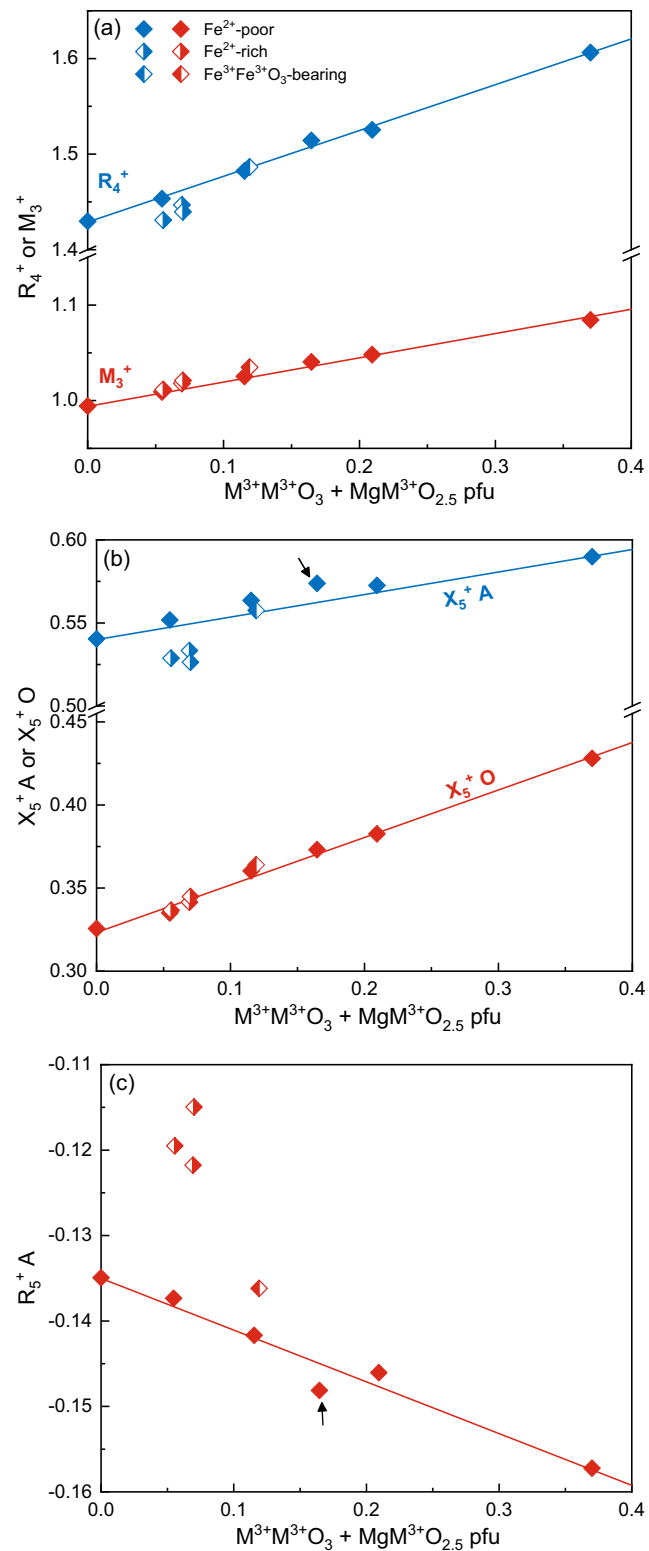 (a)
Fe²⁺-poor
Fe²⁺-rich
Fe³⁺Fe³⁺O₃-bearing
1.6
1.5
1.4
1.1
1.0
R₄⁺ or M₃⁺
R₄⁺
M₃⁺
0.0 0.1 0.2 0.3 0.4
M³⁺M³⁺O₃ + MgM³⁺O₂.₅ pfu
(b)
0.60
0.55
0.50
0.45
0.40
0.35
0.30
X₅⁺ A or X₅⁺ O
X₅⁺ A
X₅⁺ O
0.0 0.1 0.2 0.3 0.4
M³⁺M³⁺O₃ + MgM³⁺O₂.₅ pfu
(c)
-0.11
-0.12
-0.13
-0.14
-0.15
-0.16
R₅⁺ A
0.0 0.1 0.2 0.3 0.4
M³⁺M³⁺O₃ + MgM³⁺O₂.₅ pfu